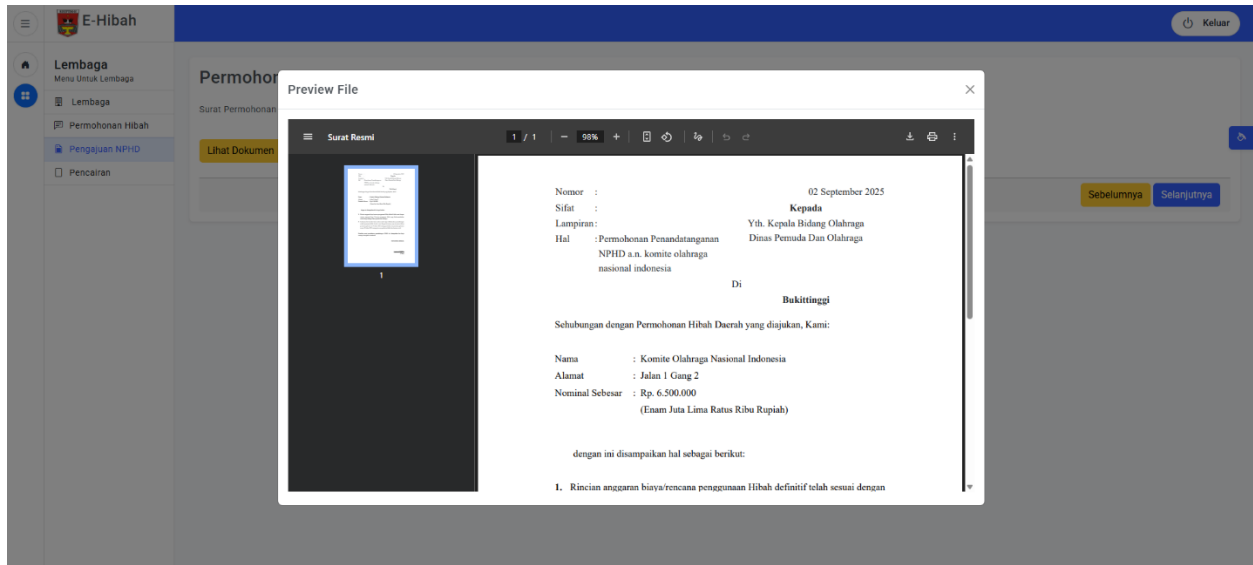 E-Hibah
Keluar
Lembaga
Menu Untuk Lembaga
Lembaga
Permohonan Hibah
Pengajuan NPHD
Pencairan
Surat Permohonan
Lihat Dokumen
Sebelumnya
Selanjutnya
Preview File
Surat Resmi
1 / 1
98%
1
Nomor :
02 September 2025
Sifat :
Kepada
Lampiran :
Yth. Kepala Bidang Olahraga
Hal : Permohonan Penandatanganan
Dinas Pemuda Dan Olahraga
NPHD a.n. komite olahraga
nasional indonesia
Di
Bukittinggi
Sehubungan dengan Permohonan Hibah Daerah yang diajukan, Kami:
Nama : Komite Olahraga Nasional Indonesia
Alamat : Jalan 1 Gang 2
Nominal Sebesar : Rp. 6.500.000
(Enam Juta Lima Ratus Ribu Rupiah)
dengan ini disampaikan hal sebagai berikut:
1. Rincian anggaran biaya/rencana penggunaan Hibah definitif telah sesuai dengan